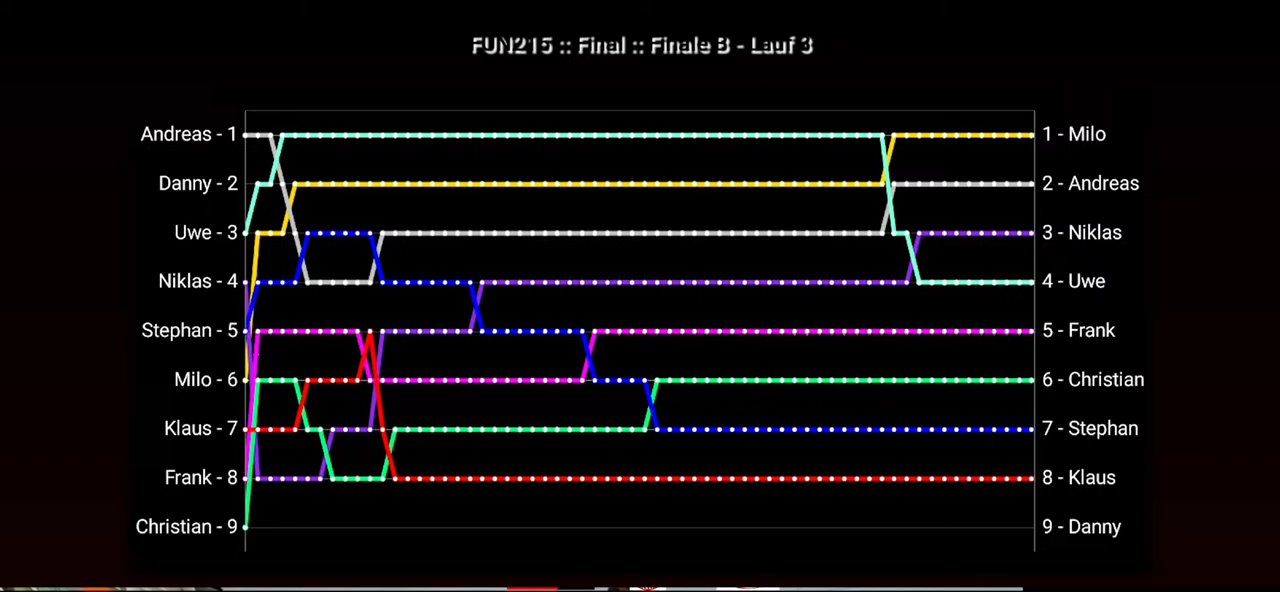 FUN215 :: Final :: Finale B - Lauf 3
Andreas - 1
Danny - 2
Uwe - 3
Niklas - 4
Stephan - 5
Milo - 6
Klaus - 7
Frank - 8
Christian - 9
1 - Milo
2 - Andreas
3 - Niklas
4 - Uwe
5 - Frank
6 - Christian
7 - Stephan
8 - Klaus
9 - Danny